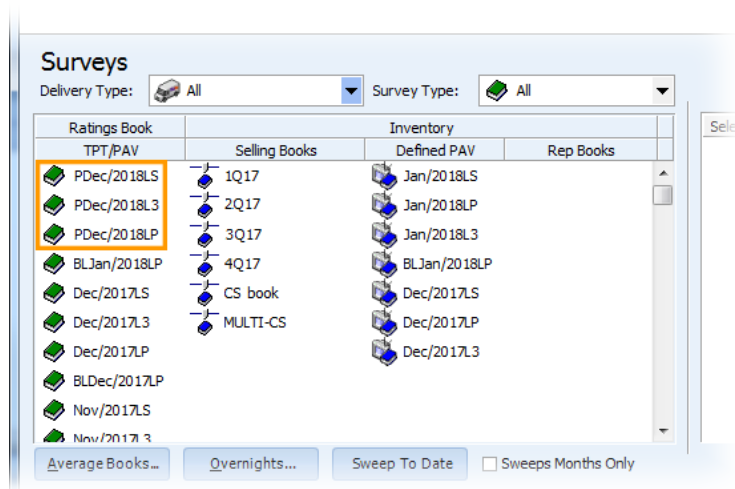 Surveys
Delivery Type: All Survey Type: All
Ratings Book Inventory
TPT/PAV Selling Books Defined PAV Rep Books
PDec/2018LS 1Q17 Jan/2018LS
PDec/2018L3 2Q17 Jan/2018LP
PDec/2018LP 3Q17 Jan/2018L3
BLJan/2018LP 4Q17 BLJan/2018LP
Dec/2017LS CS book Dec/2017LS
Dec/2017L3 MULTI-CS Dec/2017LP
Dec/2017LP Dec/2017L3
BLDec/2017LP
Nov/2017LS
Nov/2017L3
Average Books... Overnights... Sweep To Date Sweeps Months Only